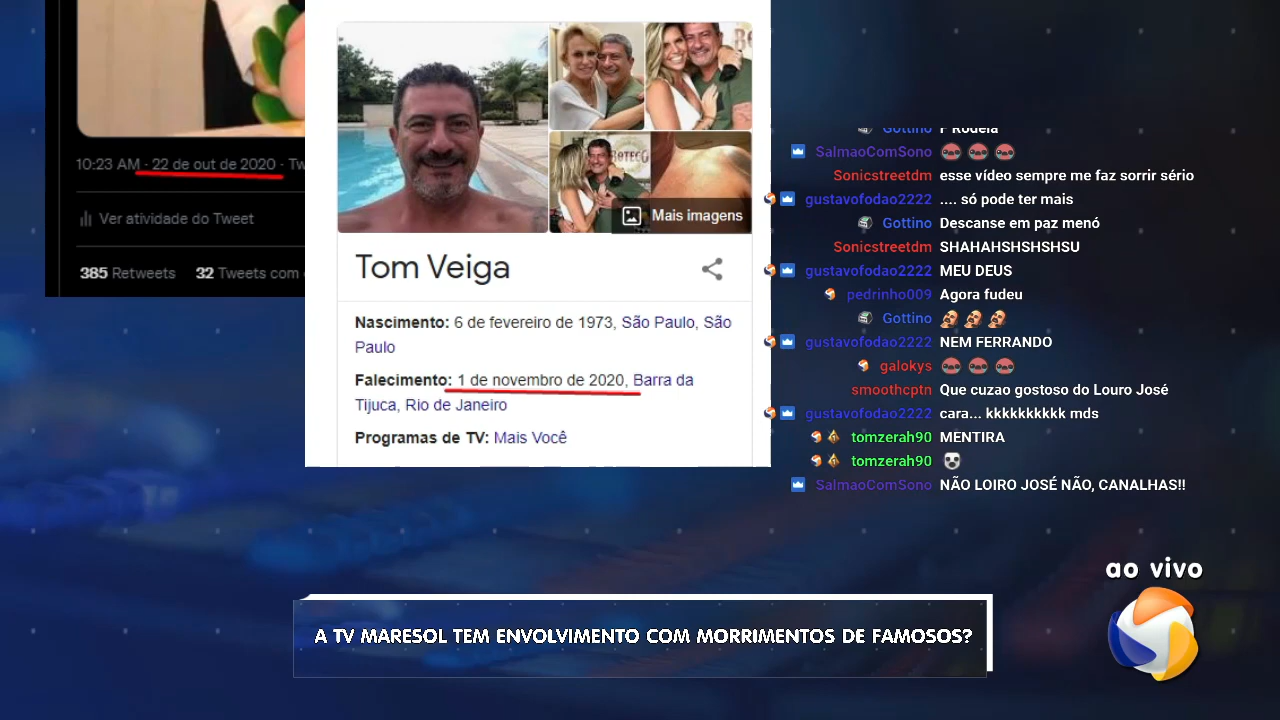 10:23 AM · 22 de out de 2020 · Tw
Ver atividade do Tweet
385 Retweets 32 Tweets com
Mais imagens
Tom Veiga
Nascimento: 6 de fevereiro de 1973, São Paulo, São
Paulo
Falecimento: 1 de novembro de 2020, Barra da
Tijuca, Rio de Janeiro
Programas de TV: Mais Você
Gottino F Rodela
SalmaoComSono
Sonicstreetdm esse vídeo sempre me faz sorrir sério
gustavofodao2222 .... só pode ter mais
Gottino Descanse em paz menó
Sonicstreetdm SHAHAHSHSHSHSU
gustavofodao2222 MEU DEUS
pedrinho009 Agora fudeu
Gottino
gustavofodao2222 NEM FERRANDO
galokys
smoothcptn Que cuzao gostoso do Louro José
gustavofodao2222 cara... kkkkkkkkkk mds
tomzerah90 MENTIRA
tomzerah90
SalmaoComSono NÃO LOIRO JOSÉ NÃO, CANALHAS!!
ao vivo
A TV MARESOL TEM ENVOLVIMENTO COM MORRIMENTOS DE FAMOSOS?